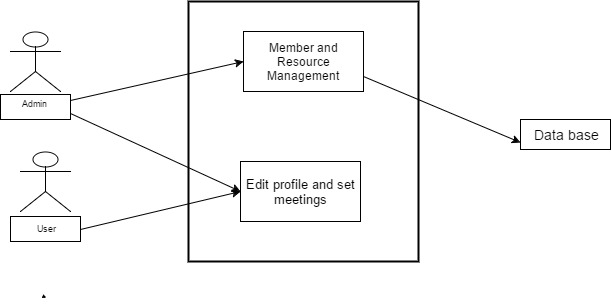 Member and
Resource
Management
Admin
Data base
Edit profile and set
meetings
User